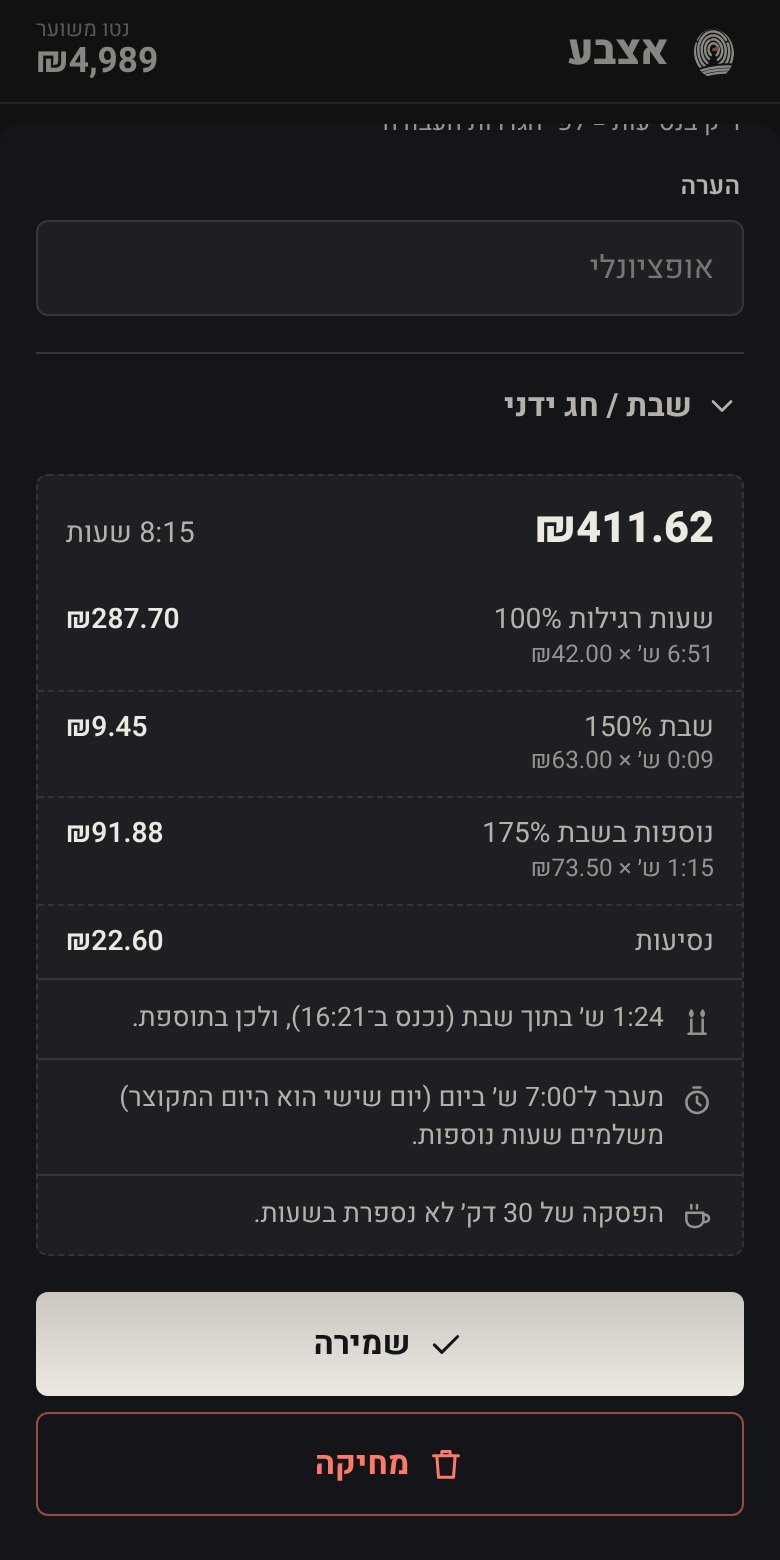 אצבע
נטו משוער
₪4,989
הערה
אופציונלי
שבת / חג ידני
₪411.62
8:15 שעות
שעות רגילות 100%
₪287.70
6:51 ש׳ × ₪42.00
שבת 150%
₪9.45
0:09 ש׳ × ₪63.00
נוספות בשבת 175%
₪91.88
1:15 ש׳ × ₪73.50
נסיעות
₪22.60
1:24 ש׳ בתוך שבת (נכנס ב־16:21), ולכן בתוספת.
מעבר ל־7:00 ש׳ ביום (יום שישי הוא היום המקוצר)
משלמים שעות נוספות.
הפסקה של 30 דק׳ לא נספרת בשעות.
שמירה
מחיקה